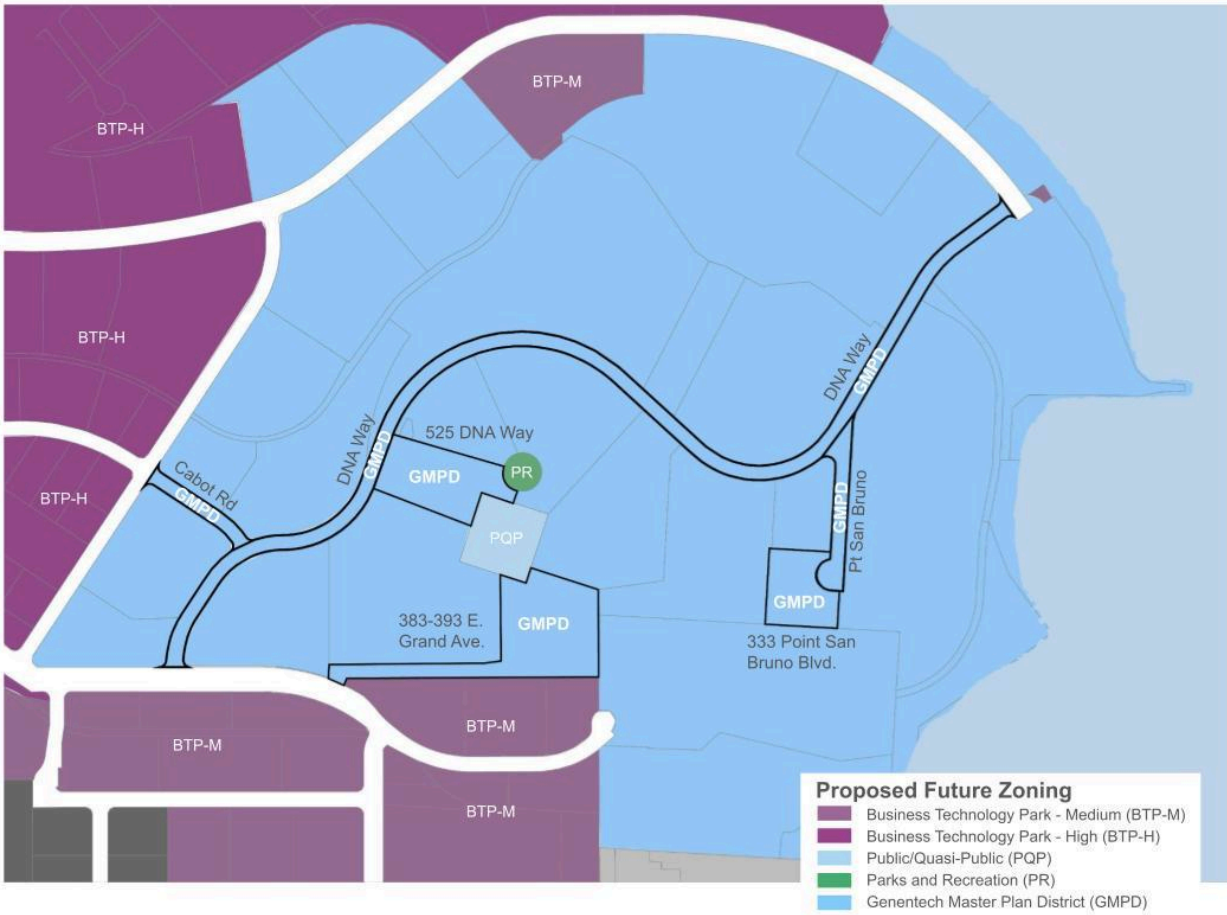 BTP-M
BTP-H
BTP-H
DNA Way
GMPD
DNA Way
GMPD
525 DNA Way
GMPD
PR
Cabot Rd
GMPD
BTP-H
PQP
GMPD
Pt San Bruno
GMPD
383-393 E.
Grand Ave.
GMPD
333 Point San
Bruno Blvd.
BTP-M
BTP-M
BTP-M
Proposed Future Zoning
Business Technology Park - Medium (BTP-M)
Business Technology Park - High (BTP-H)
Public/Quasi-Public (PQP)
Parks and Recreation (PR)
Genentech Master Plan District (GMPD)